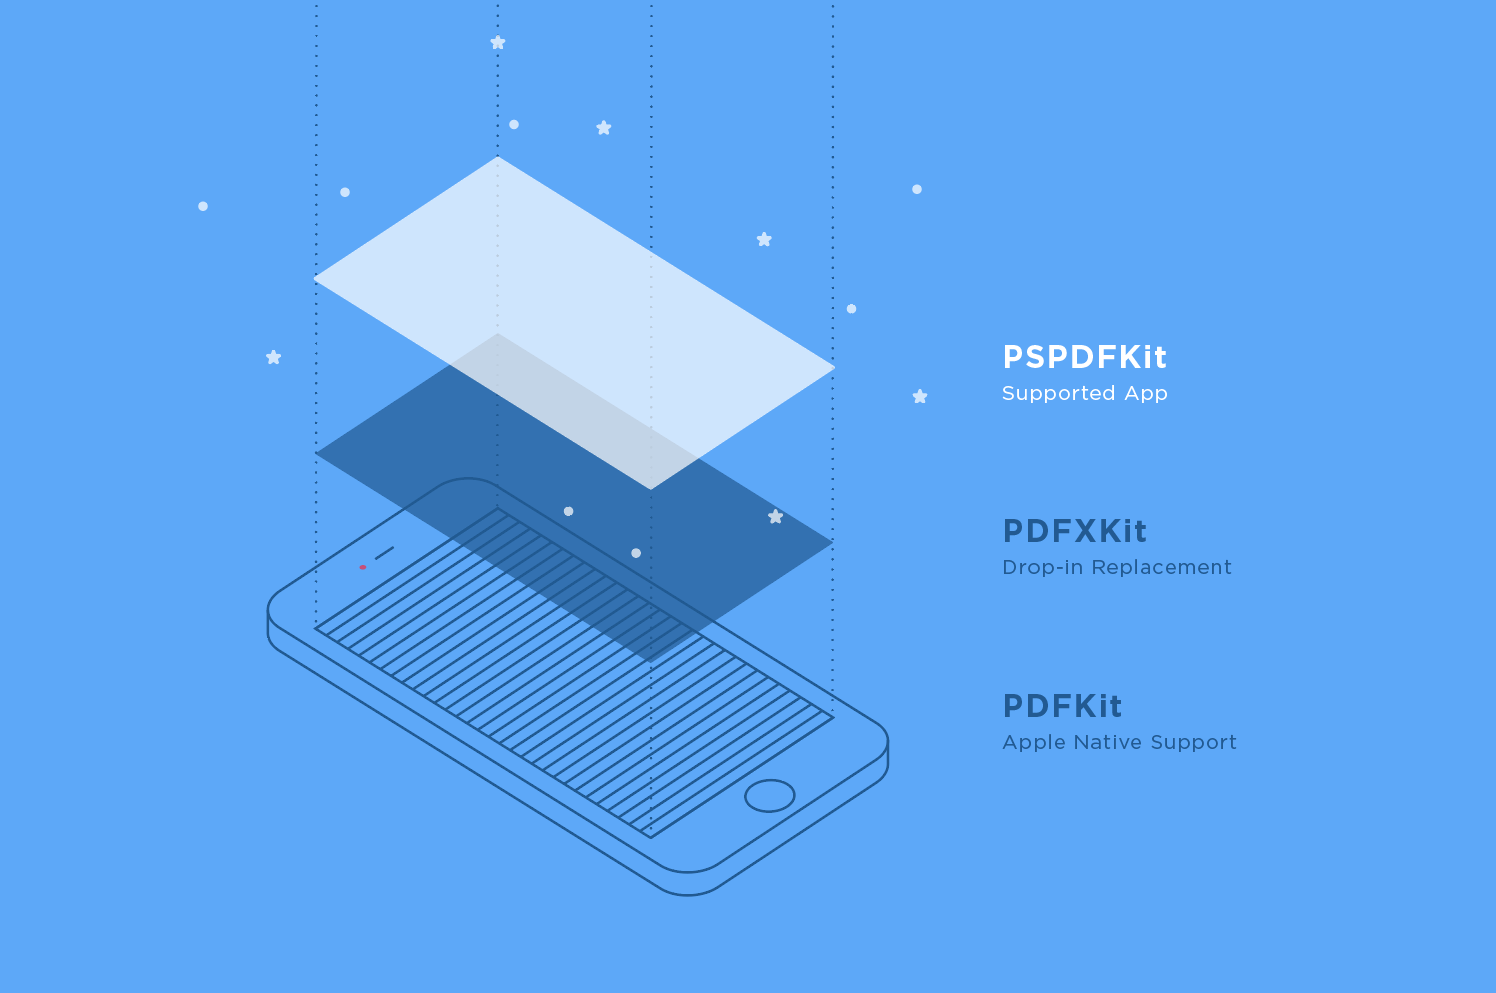 PSPDFKit
Supported App
PDFXKit
Drop-in Replacement
PDFKit
Apple Native Support